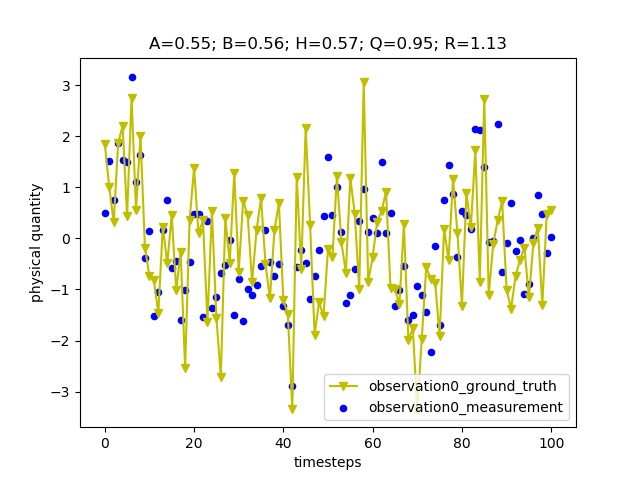 A=0.55; B=0.56; H=0.57; Q=0.95; R=1.13
3
2
1
0
−1
−2
−3
physical quantity
0
20
40
60
80
100
timesteps
observation0_ground_truth
observation0_measurement